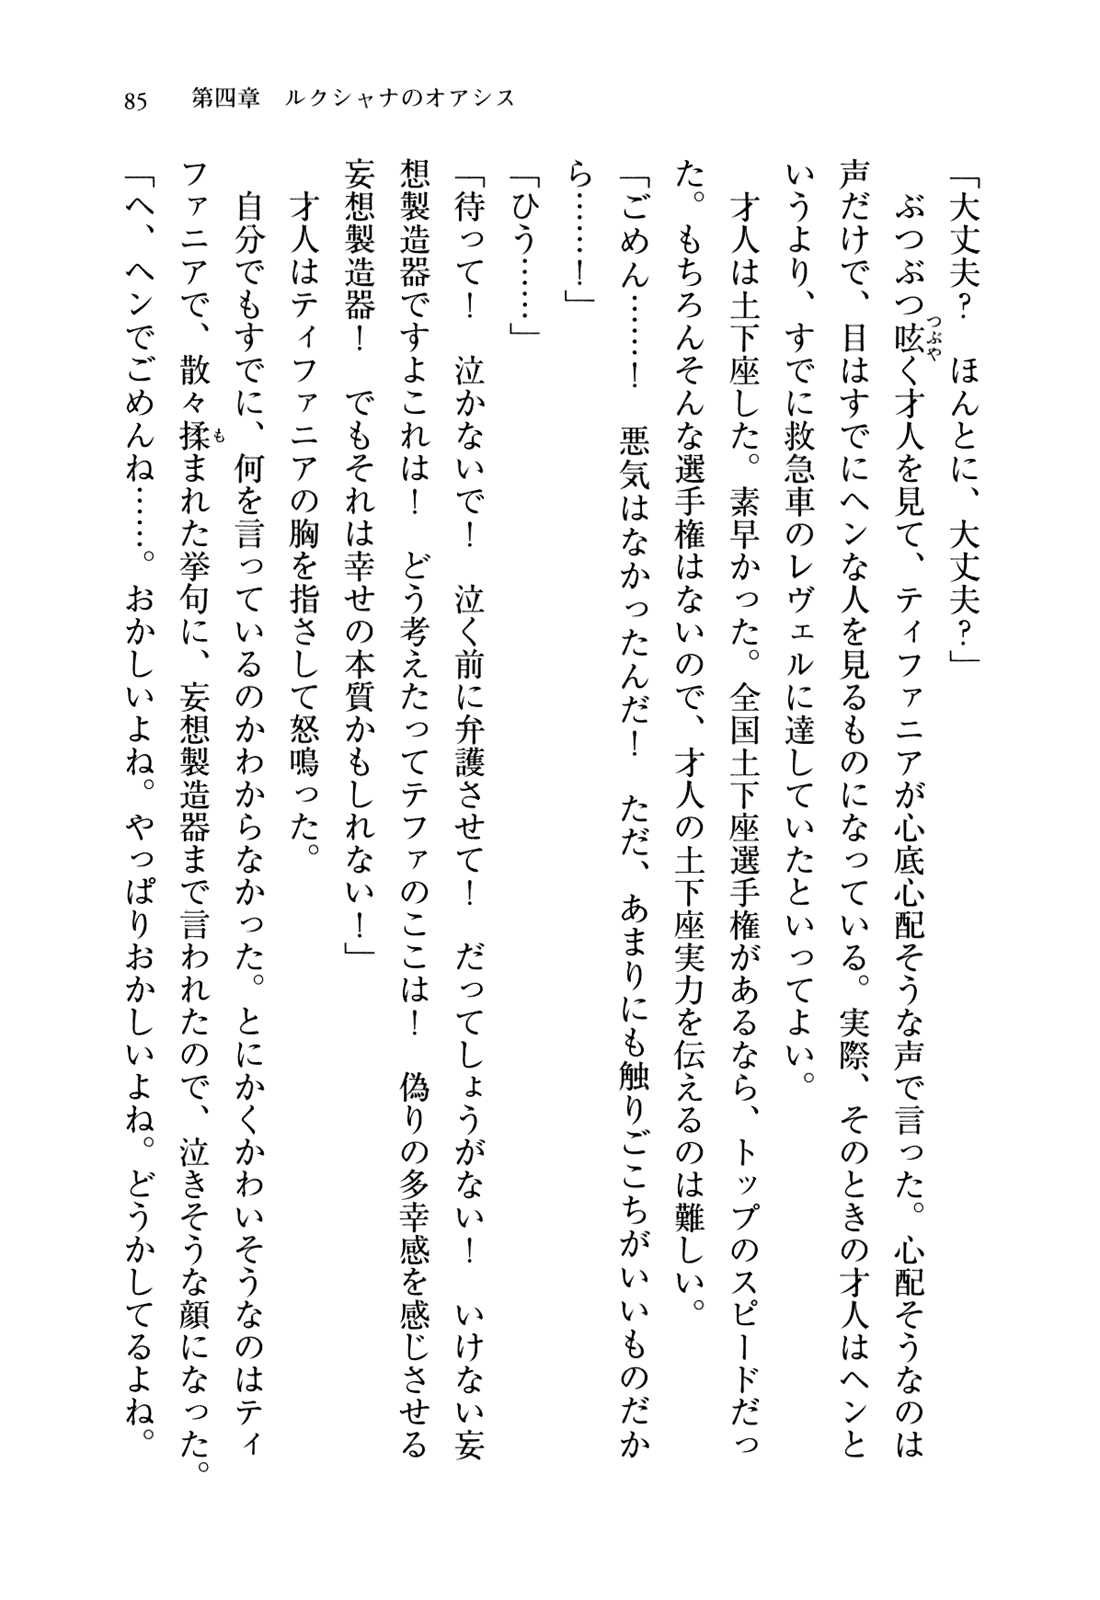 85　第四章　ルクシャナのオアシス
「大丈夫？　ほんとに、大丈夫？」
　ぶつぶつ呟く才人を見て、ティファニアが心底心配そうな声で言った。心配そうなのは
声だけで、目はすでにヘンな人を見るものになっている。実際、そのときの才人はヘンと
いうより、すでに救急車のレヴェルに達していたといってよい。
　才人は土下座した。素早かった。全国土下座選手権があるなら、トップのスピードだっ
た。もちろんそんな選手権はないので、才人の土下座実力を伝えるのは難しい。
「ごめん……！　悪気はなかったんだ！　ただ、あまりにも触りごこちがいいものだか
ら……！」
「ひう……」
「待って！　泣かないで！　泣く前に弁護させて！　だってしょうがない！　いけない妄
想製造器ですよこれは！　どう考えたってテファのここは！　偽りの多幸感を感じさせる
妄想製造器！　でもそれは幸せの本質かもしれない！」
　才人はティファニアの胸を指さして怒鳴った。
　自分でもすでに、何を言っているのかわからなかった。とにかくかわいそうなのはティ
ファニアで、散々揉まれた挙句に、妄想製造器まで言われたので、泣きそうな顔になった。
「へ、ヘンでごめんね……。おかしいよね。やっぱりおかしいよね。どうかしてるよね。
つぶや
も